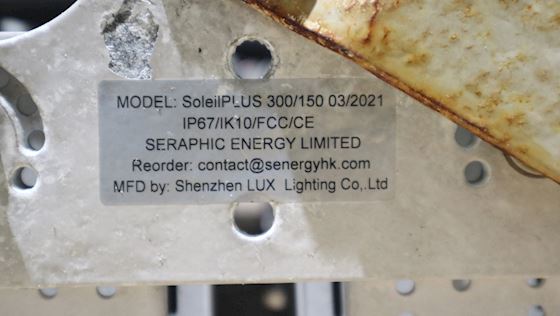 MODEL: SoleilPLUS 300/150 03/2021
IP67/IK10/FCC/CE
SERAPHIC ENERGY LIMITED
Reorder: contact@senergyhk.com
MFD by: Shenzhen LUX Lighting Co,.Ltd